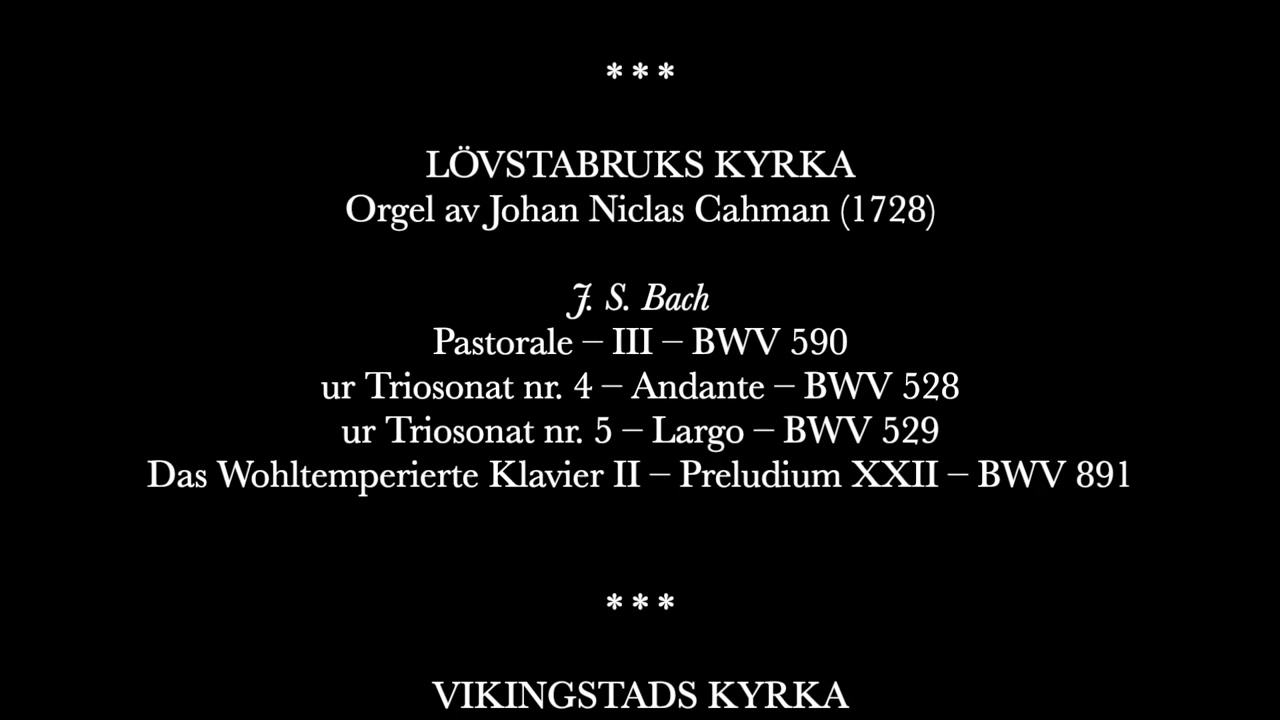 ***
LÖVSTABRUKS KYRKA
Orgel av Johan Niclas Cahman (1728)
J. S. Bach
Pastorale – III – BWV 590
ur Triosonat nr. 4 – Andante – BWV 528
ur Triosonat nr. 5 – Largo – BWV 529
Das Wohltemperierte Klavier II – Preludium XXII – BWV 891
***
VIKINGSTADS KYRKA